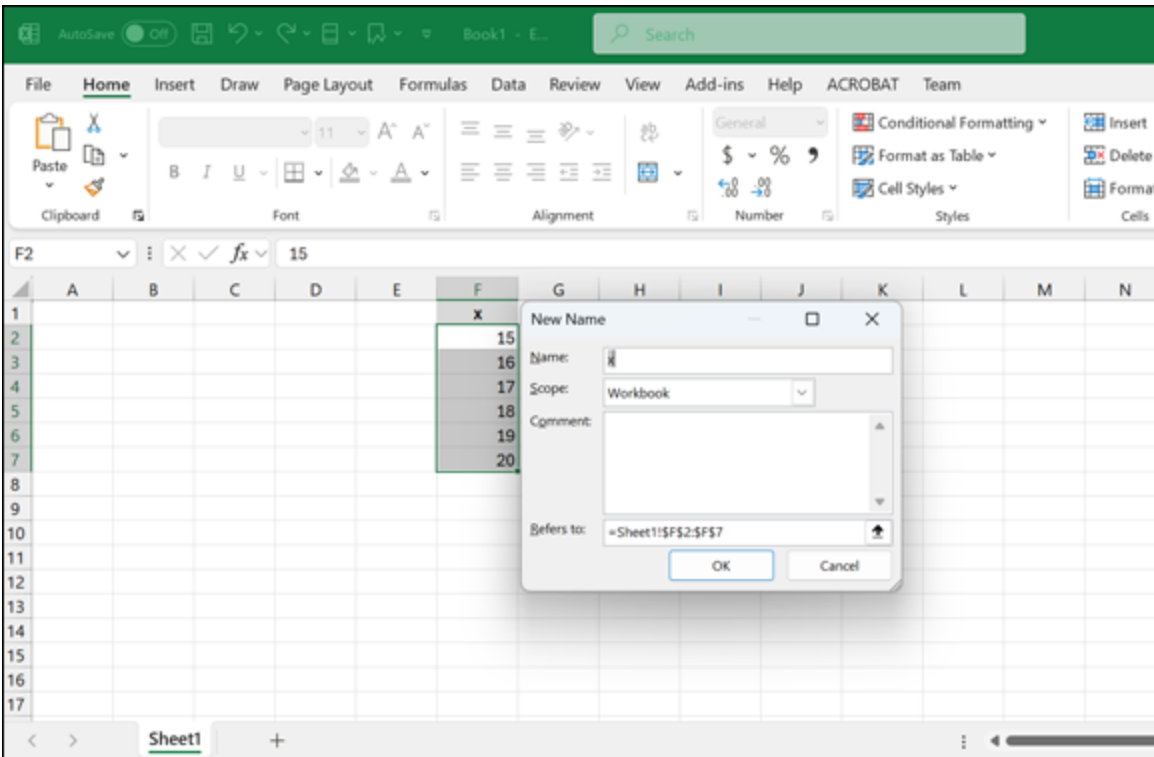 AutoSave Off Book1 - E... Search
File Home Insert Draw Page Layout Formulas Data Review View Add-ins Help ACROBAT Team
Paste
11 A A
B I U A
General
$ % 9
Conditional Formatting
Format as Table
Cell Styles
Insert
Delete
Format
Clipboard Font Alignment Number Styles Cells
F2 fx 15
A B C D E F G H I J K L M N
1 x
2 15
3 16
4 17
5 18
6 19
7 20
8
9
10
11
12
13
14
15
16
17
New Name
Name: x
Scope: Workbook
Comment:
Refers to: =Sheet1!$F$2:$F$7
OK Cancel
Sheet1 +